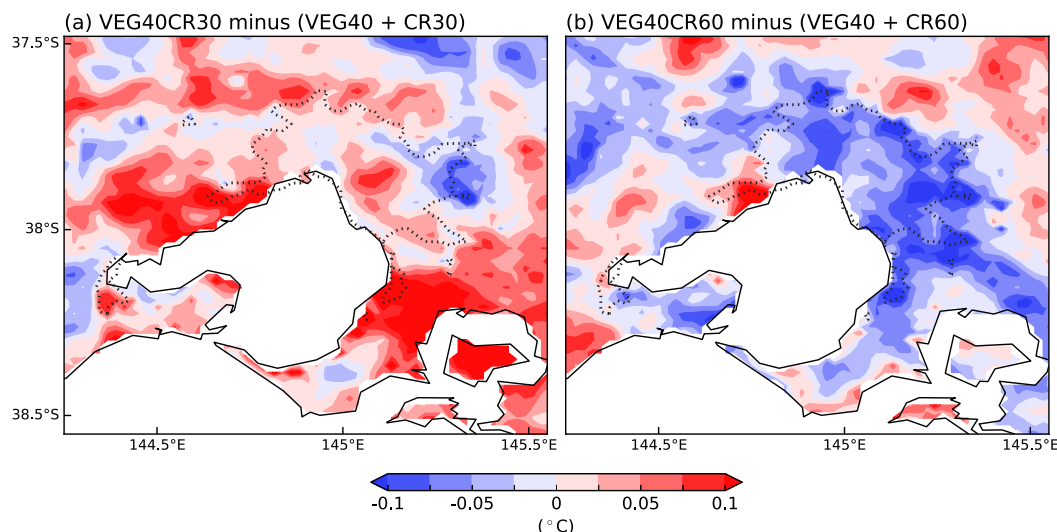 (a) VEG40CR30 minus (VEG40 + CR30)
(b) VEG40CR60 minus (VEG40 + CR60)
37.5°S
38°S
38.5°S
144.5°E 145°E 145.5°E
144.5°E 145°E 145.5°E
-0.1 -0.05 0 0.05 0.1
(°C)